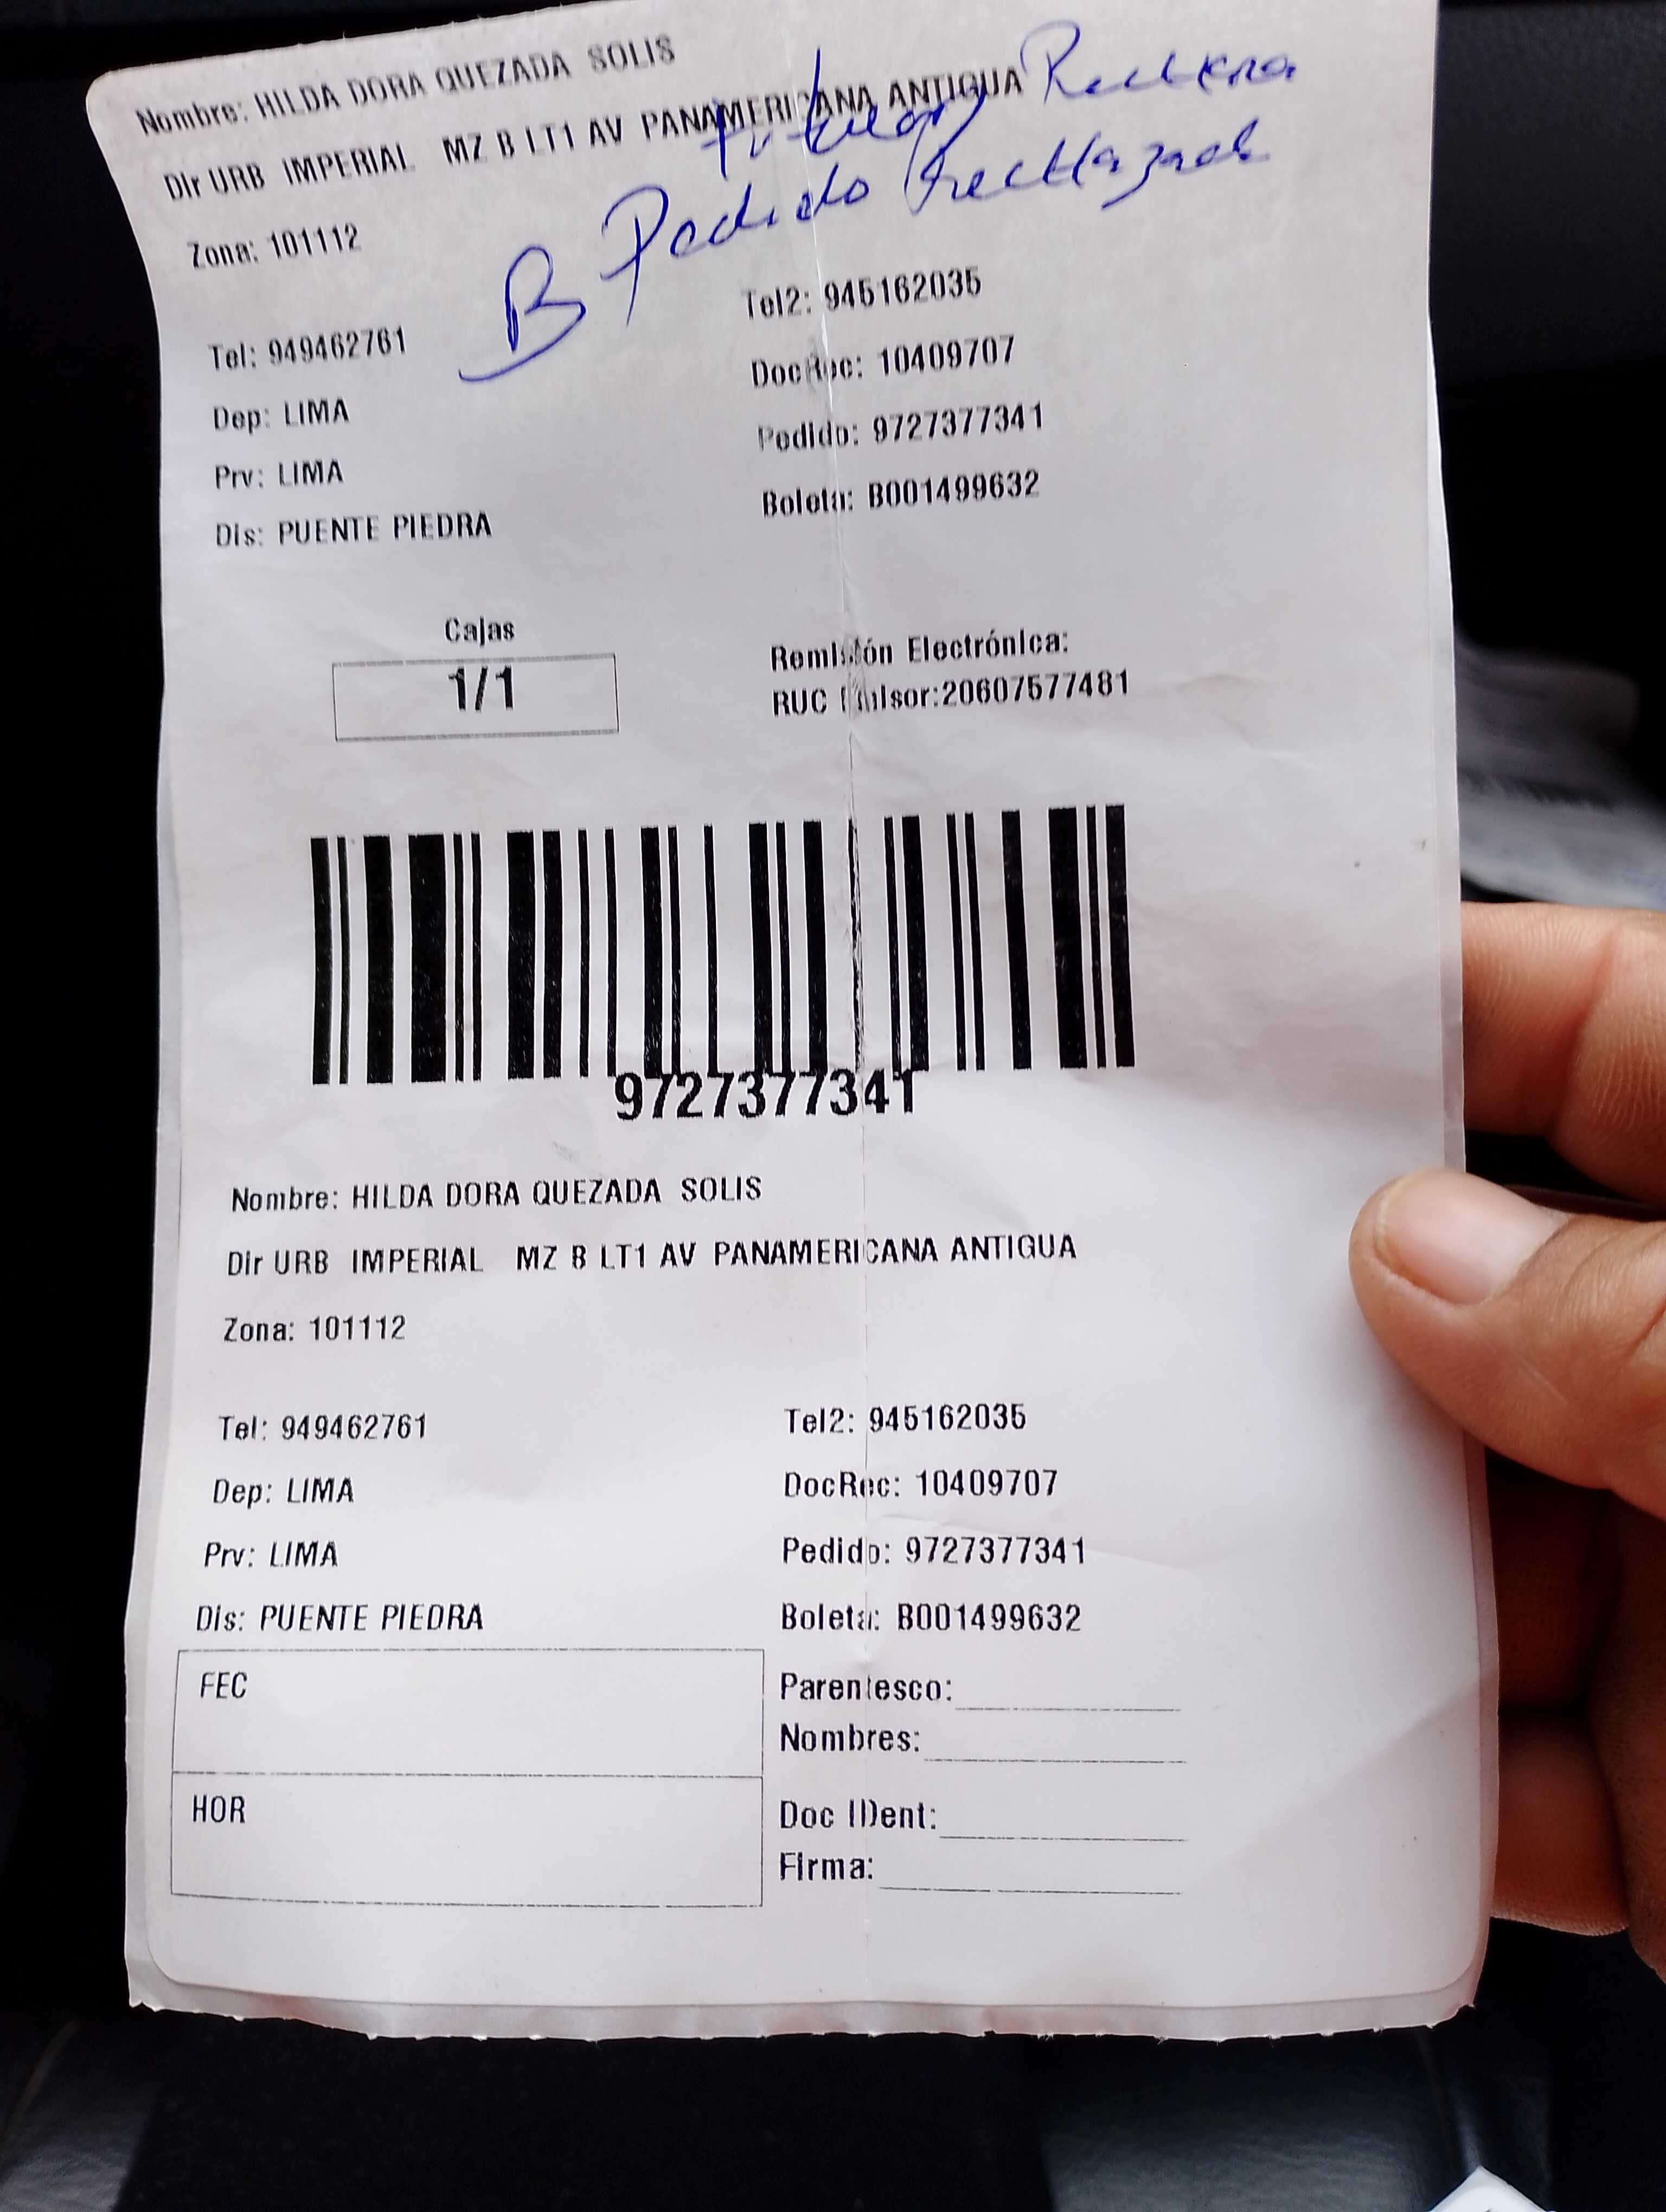 Nombre: HILDA DORA QUEZADA SOLIS
Dir URB IMPERIAL MZ B LT1 AV PANAMERICANA ANTIGUA
titular Rechaza
Pedido Rechazado
B
Zona: 101112
Tel: 949462761 Tel2: 945162035
Dep: LIMA DocRec: 10409707
Prv: LIMA Pedido: 9727377341
Dis: PUENTE PIEDRA Boleta: B001499632
Cajas
1/1
Remisión Electrónica:
RUC Emisor:20607577481
9727377341
Nombre: HILDA DORA QUEZADA SOLIS
Dir URB IMPERIAL MZ B LT1 AV PANAMERICANA ANTIGUA
Zona: 101112
Tel: 949462761 Tel2: 945162035
Dep: LIMA DocRec: 10409707
Prv: LIMA Pedido: 9727377341
Dis: PUENTE PIEDRA Boleta: B001499632
FEC
Parentesco:
Nombres:
HOR
Doc IDent:
Firma: